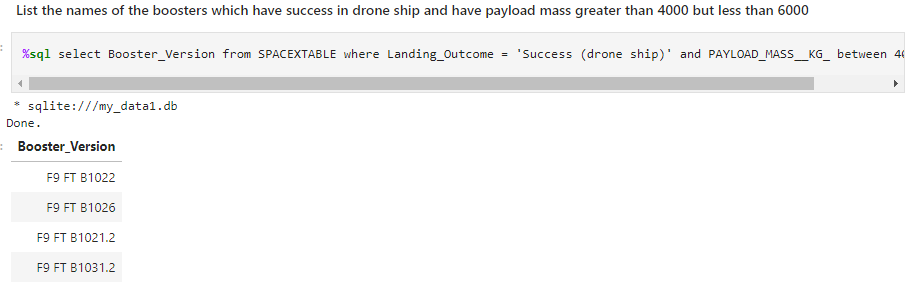 List the names of the boosters which have success in drone ship and have payload mass greater than 4000 but less than 6000
%sql select Booster_Version from SPACEXTABLE where Landing_Outcome = 'Success (drone ship)' and PAYLOAD_MASS__KG_ between
* sqlite:///my_data1.db
Done.
Booster_Version
F9 FT B1022
F9 FT B1026
F9 FT B1021.2
F9 FT B1031.2